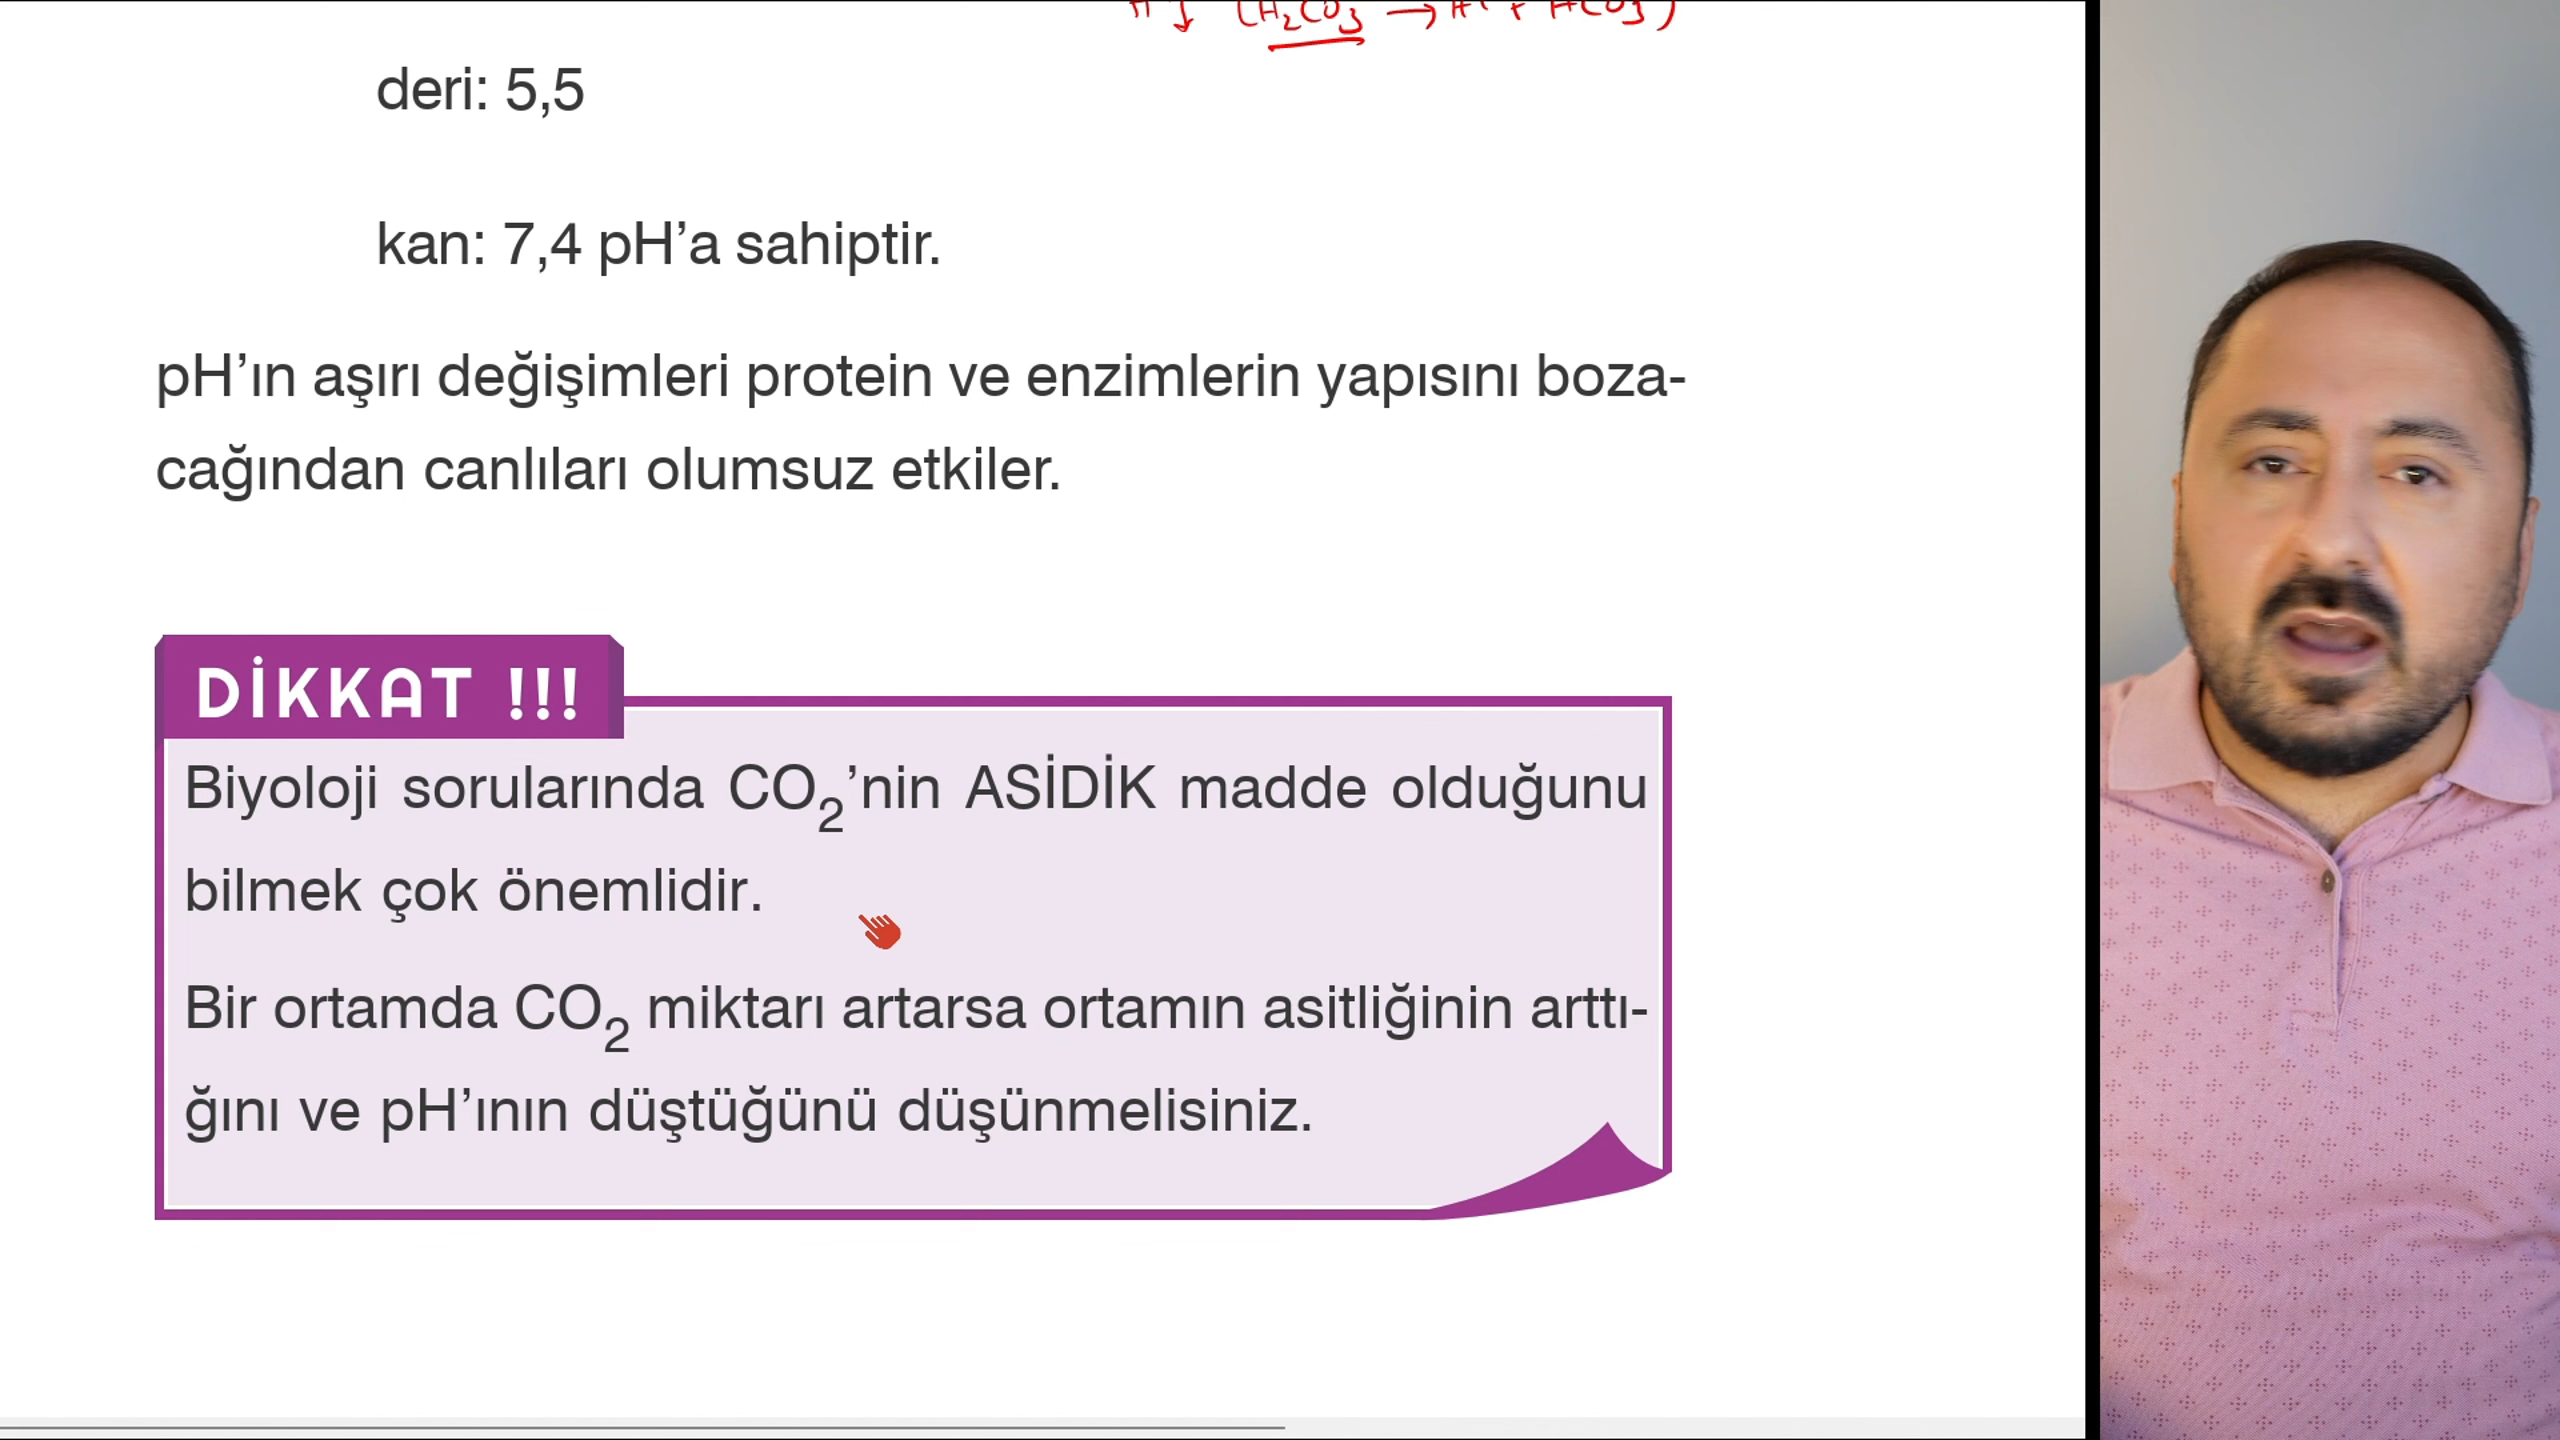 (H₂CO₃ → H⁺ + HCO₃⁻)
deri: 5,5
kan: 7,4 pH’a sahiptir.
pH’ın aşırı değişimleri protein ve enzimlerin yapısını boza-
cağından canlıları olumsuz etkiler.
DİKKAT !!!
Biyoloji sorularında CO₂’nin ASİDİK madde olduğunu
bilmek çok önemlidir.
Bir ortamda CO₂ miktarı artarsa ortamın asitliğinin arttı-
ğını ve pH’ının düştüğünü düşünmelisiniz.